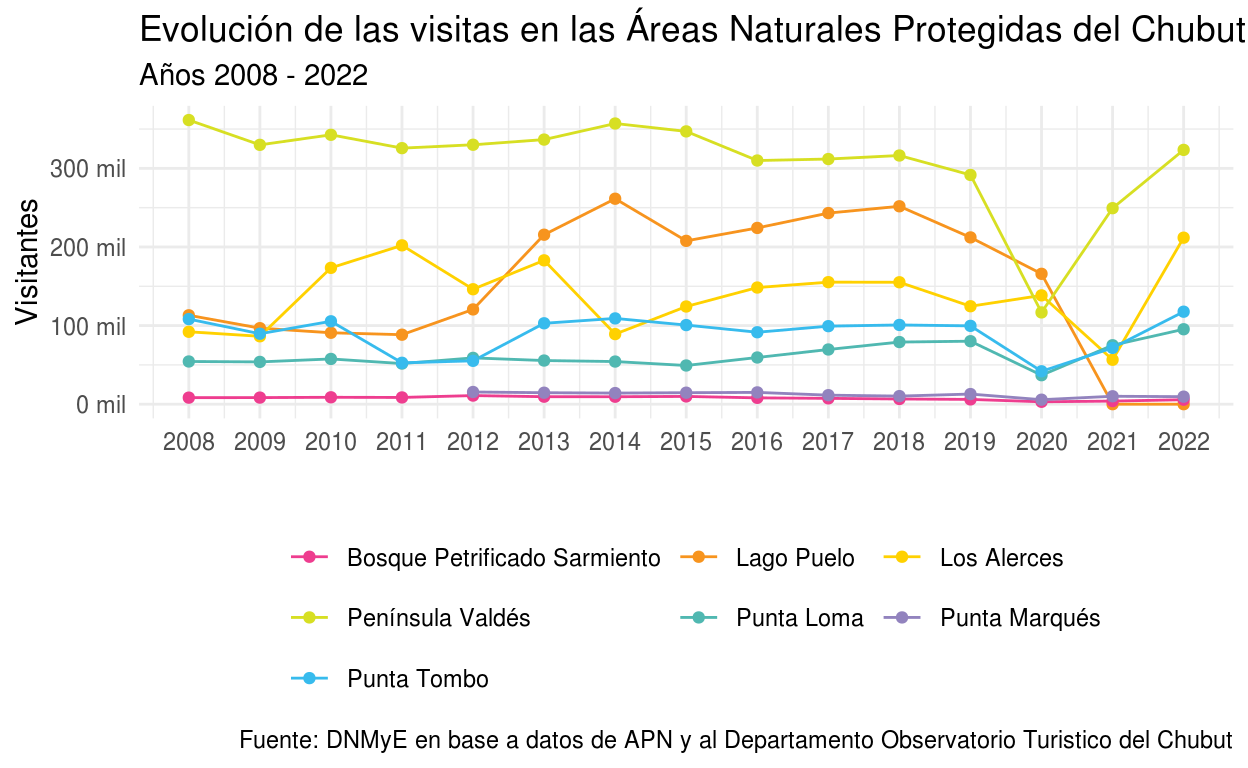 Evolución de las visitas en las Áreas Naturales Protegidas del Chubut
Años 2008 - 2022
Visitantes
300 mil
200 mil
100 mil
0 mil
2008 2009 2010 2011 2012 2013 2014 2015 2016 2017 2018 2019 2020 2021 2022
Bosque Petrificado Sarmiento Lago Puelo Los Alerces
Península Valdés Punta Loma Punta Marqués
Punta Tombo
Fuente: DNMyE en base a datos de APN y al Departamento Observatorio Turistico del Chubut